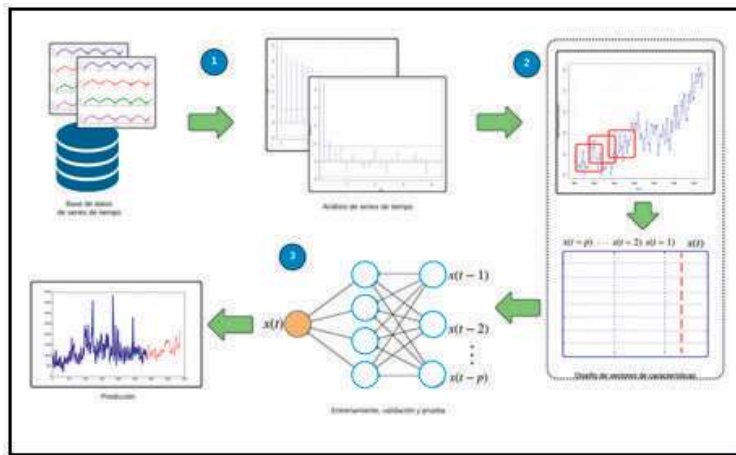 1
2
Base de datos
de series de tiempo
Análisis de series de tiempo
x(t−p) ... x(t−2) x(t−1) x(t)
Diseño de vectores de características
3
x(t)
x(t − 1)
x(t − 2)
x(t − p)
Entrenamiento, validación y prueba
Predicción